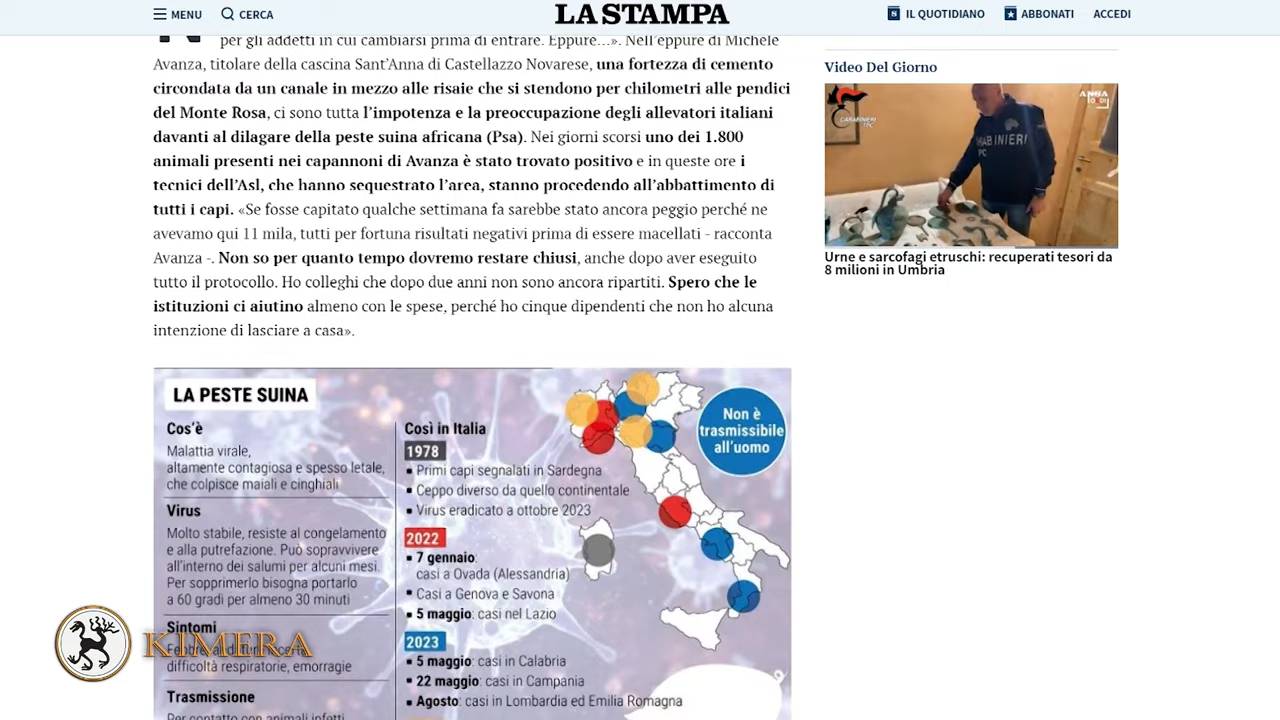 MENU
CERCA
LA STAMPA
IL QUOTIDIANO
ABBONATI
ACCEDI
per gli addetti in cui cambiarsi prima di entrare. Eppure...». Nell'eppure di Michele
Avanza, titolare della cascina Sant'Anna di Castellazzo Novarese, una fortezza di cemento
circondata da un canale in mezzo alle risaie che si stendono per chilometri alle pendici
del Monte Rosa, ci sono tutta l'impotenza e la preoccupazione degli allevatori italiani
davanti al dilagare della peste suina africana (Psa). Nei giorni scorsi uno dei 1.800
animali presenti nei capannoni di Avanza è stato trovato positivo e in queste ore i
tecnici dell'Asl, che hanno sequestrato l'area, stanno procedendo all'abbattimento di
tutti i capi. «Se fosse capitato qualche settimana fa sarebbe stato ancora peggio perché ne
avevamo qui 11 mila, tutti per fortuna risultati negativi prima di essere macellati - racconta
Avanza -. Non so per quanto tempo dovremo restare chiusi, anche dopo aver eseguito
tutto il protocollo. Ho colleghi che dopo due anni non sono ancora ripartiti. Spero che le
istituzioni ci aiutino almeno con le spese, perché ho cinque dipendenti che non ho alcuna
intenzione di lasciare a casa».
Video Del Giorno
CARABINIERI
TPC
ANSA
ABINIERI
PC
Urne e sarcofagi etruschi: recuperati tesori da
8 milioni in Umbria
LA PESTE SUINA
Cos'è
Malattia virale,
altamente contagiosa e spesso letale,
che colpisce maiali e cinghiali
Virus
Molto stabile, resiste al congelamento
e alla putrefazione. Può sopravvivere
all'interno dei salumi per alcuni mesi.
Per sopprimerlo bisogna portarlo
a 60 gradi per almeno 30 minuti
Sintomi
difficoltà respiratorie, emorragie
Trasmissione
Per contatto con animali infetti
Così in Italia
1978
▪ Primi capi segnalati in Sardegna
▪ Ceppo diverso da quello continentale
▪ Virus eradicato a ottobre 2023
2022
▪ 7 gennaio:
casi a Ovada (Alessandria)
▪ Casi a Genova e Savona
▪ 5 maggio: casi nel Lazio
2023
▪ 5 maggio: casi in Calabria
▪ 22 maggio: casi in Campania
▪ Agosto: casi in Lombardia ed Emilia Romagna
Non è
trasmissibile
all'uomo
KIMERA